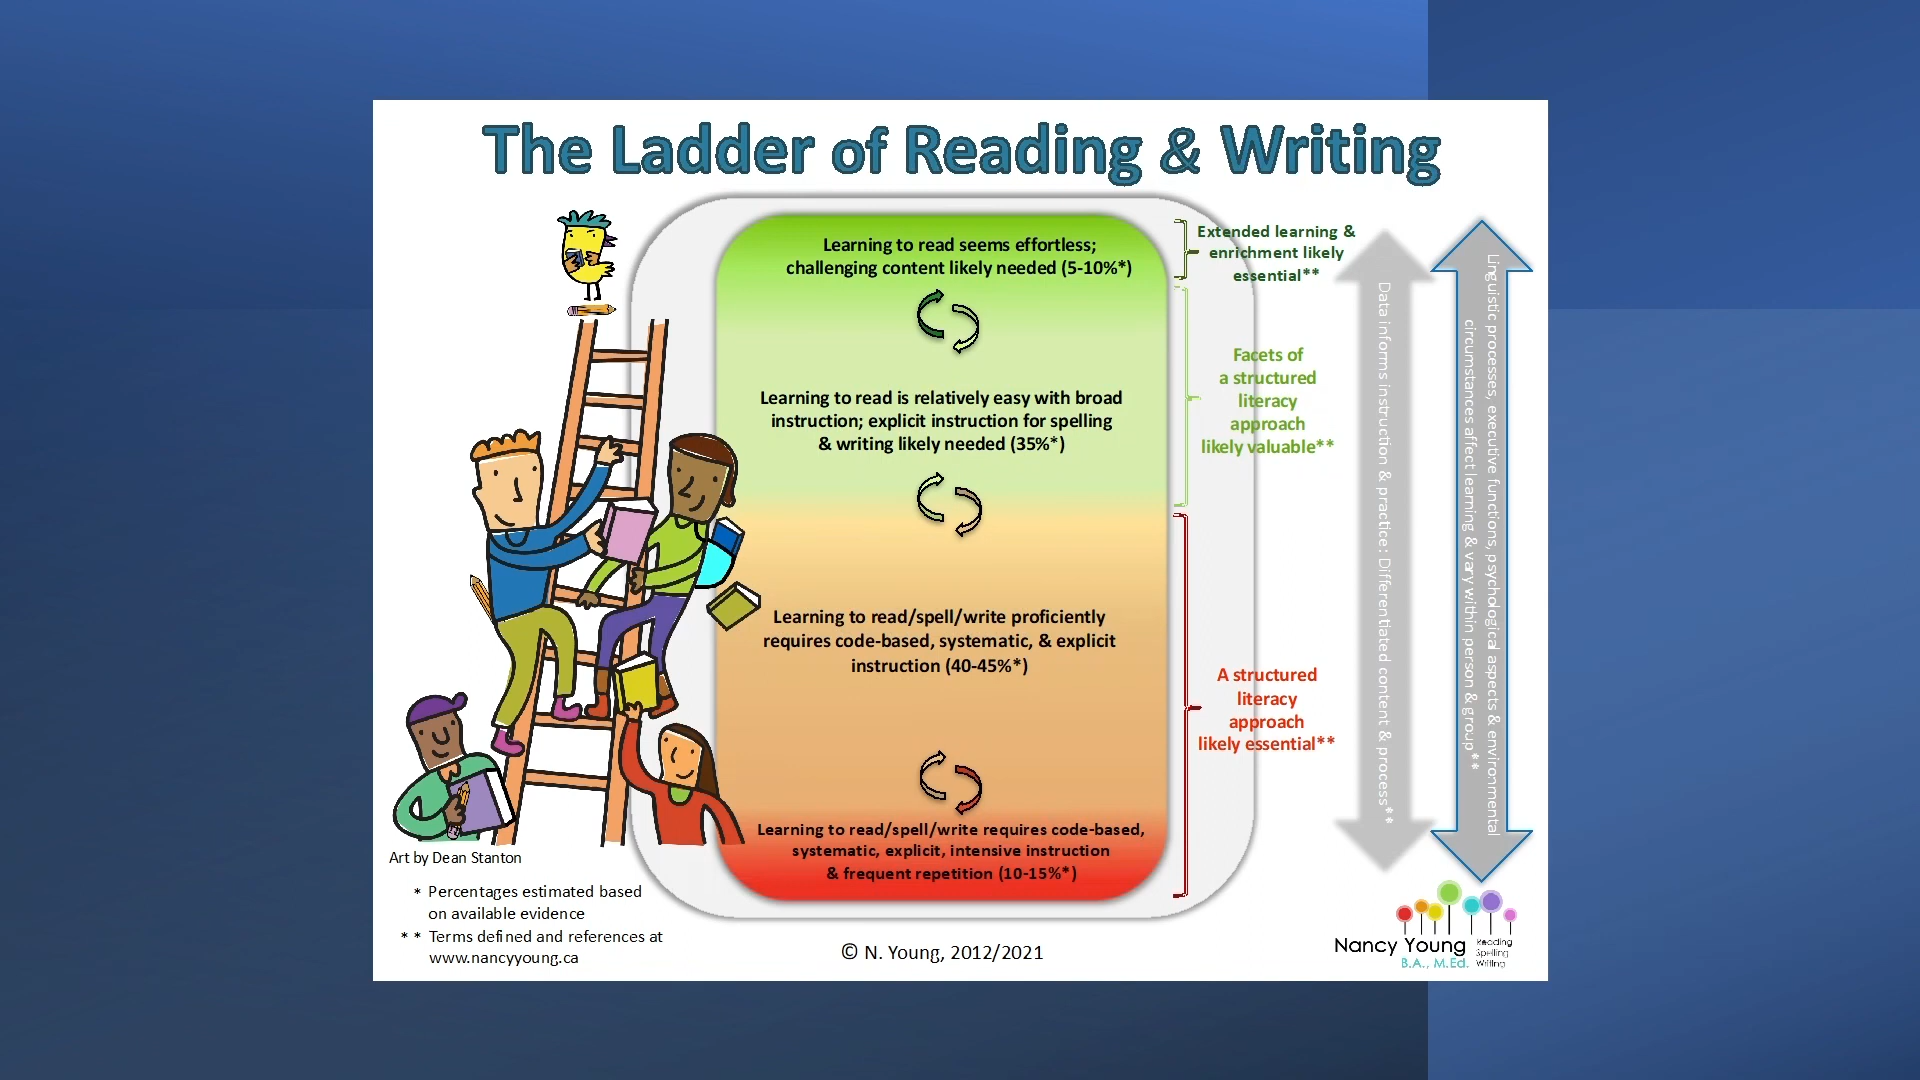 The Ladder of Reading & Writing
Learning to read seems effortless;
challenging content likely needed (5-10%*)
Learning to read is relatively easy with broad
instruction; explicit instruction for spelling
& writing likely needed (35%*)
Learning to read/spell/write proficiently
requires code-based, systematic, & explicit
instruction (40-45%*)
Learning to read/spell/write requires code-based,
systematic, explicit, intensive instruction
& frequent repetition (10-15%*)
Extended learning &
enrichment likely
essential**
Facets of
a structured
literacy
approach
likely valuable**
A structured
literacy
approach
likely essential**
Data informs instruction & practice: Differentiated content & process**
Linguistic processes, executive functions, psychological aspects & environmental
circumstances affect learning & vary within person & group**
Art by Dean Stanton
* Percentages estimated based
on available evidence
** Terms defined and references at
www.nancyyoung.ca
© N. Young, 2012/2021
Nancy Young
B.A., M.Ed.
Reading
Spelling
Writing